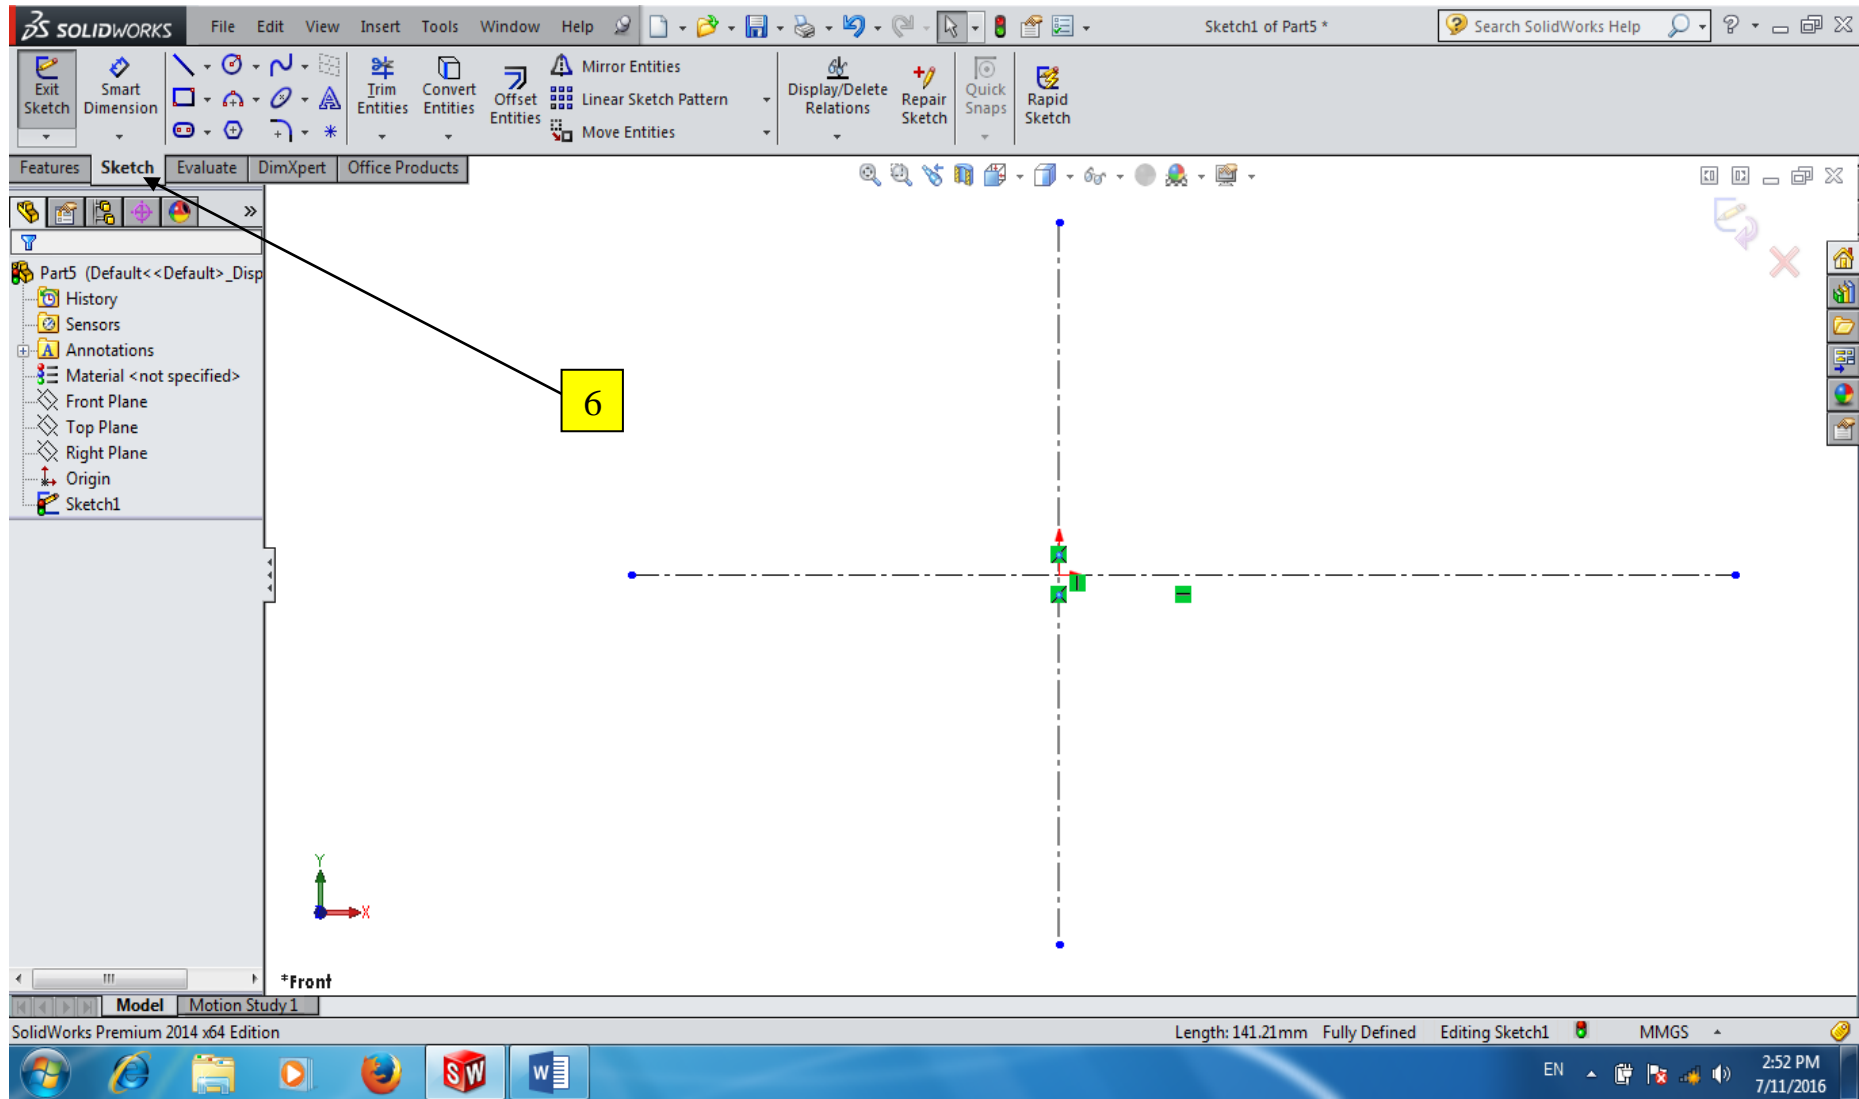 SOLIDWORKS File Edit View Insert Tools Window Help Sketch1 of Part5 * Search SolidWorks Help ?
Exit Sketch
Smart Dimension
Trim Entities
Convert Entities
Offset Entities
Mirror Entities
Linear Sketch Pattern
Move Entities
Display/Delete Relations
Repair Sketch
Quick Snaps
Rapid Sketch
Features Sketch Evaluate DimXpert Office Products
»
Part5 (Default<<Default>_Disp
History
Sensors
A Annotations
Material <not specified>
Front Plane
Top Plane
Right Plane
Origin
Sketch1
6
Y
X
*Front
Model Motion Study 1
SolidWorks Premium 2014 x64 Edition Length: 141.21mm Fully Defined Editing Sketch1 MMGS
SW W EN 2:52 PM
7/11/2016